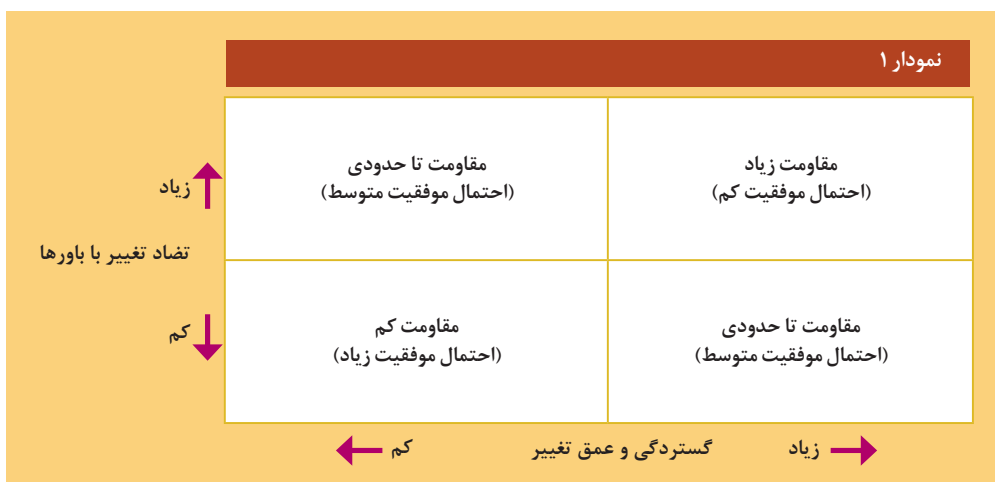 نمودار ۱
مقاومت زیاد
(احتمال موفقیت کم)
مقاومت تا حدودی
(احتمال موفقیت متوسط)
زیاد
تضاد تغییر با باورها
کم
مقاومت تا حدودی
(احتمال موفقیت متوسط)
مقاومت کم
(احتمال موفقیت زیاد)
زیاد
گستردگی و عمق تغییر
کم